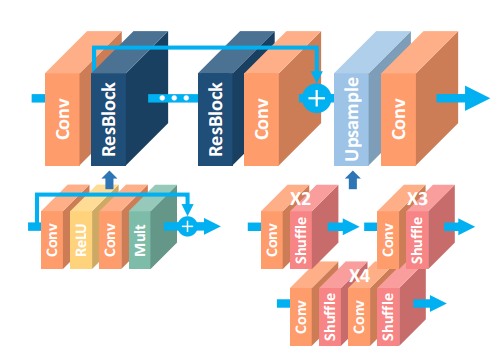 Conv
ResBlock
ResBlock
Conv
Upsample
Conv
Conv
ReLU
Conv
Mult
X2
Conv
Shuffle
X3
Conv
Shuffle
X4
Conv
Shuffle
Conv
Shuffle